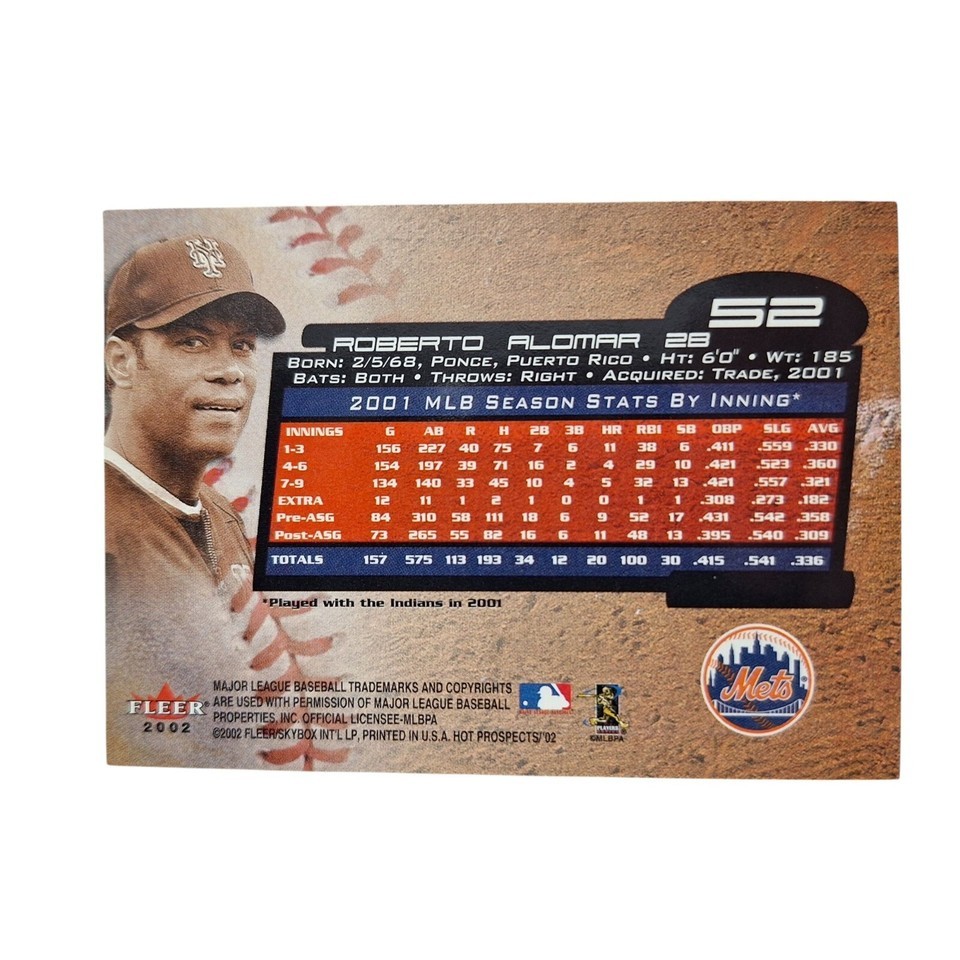 NY
52
ROBERTO ALOMAR 2B
BORN: 2/5/68, PONCE, PUERTO RICO • HT: 6'0" • WT: 185
BATS: BOTH • THROWS: RIGHT • ACQUIRED: TRADE, 2001
2001 MLB SEASON STATS BY INNING*
INNINGS G AB R H 2B 3B HR RBI SB OBP SLG AVG
1-3 156 227 40 75 7 6 11 38 6 .411 .559 .330
4-6 154 197 39 71 16 2 4 29 10 .421 .523 .360
7-9 134 140 33 45 10 4 5 32 13 .421 .557 .321
EXTRA 12 11 1 2 1 0 0 1 1 .308 .273 .182
Pre-ASG 84 310 58 111 18 6 9 52 17 .431 .542 .358
Post-ASG 73 265 55 82 16 6 11 48 13 .395 .540 .309
TOTALS 157 575 113 193 34 12 20 100 30 .415 .541 .336
*Played with the Indians in 2001
Mets
FLEER
2002
MAJOR LEAGUE BASEBALL TRADEMARKS AND COPYRIGHTS
ARE USED WITH PERMISSION OF MAJOR LEAGUE BASEBALL
PROPERTIES, INC. OFFICIAL LICENSEE-MLBPA
©2002 FLEER/SKYBOX INT'L LP, PRINTED IN U.S.A. HOT PROSPECTS/'02
PLAYERS
©MLBPA